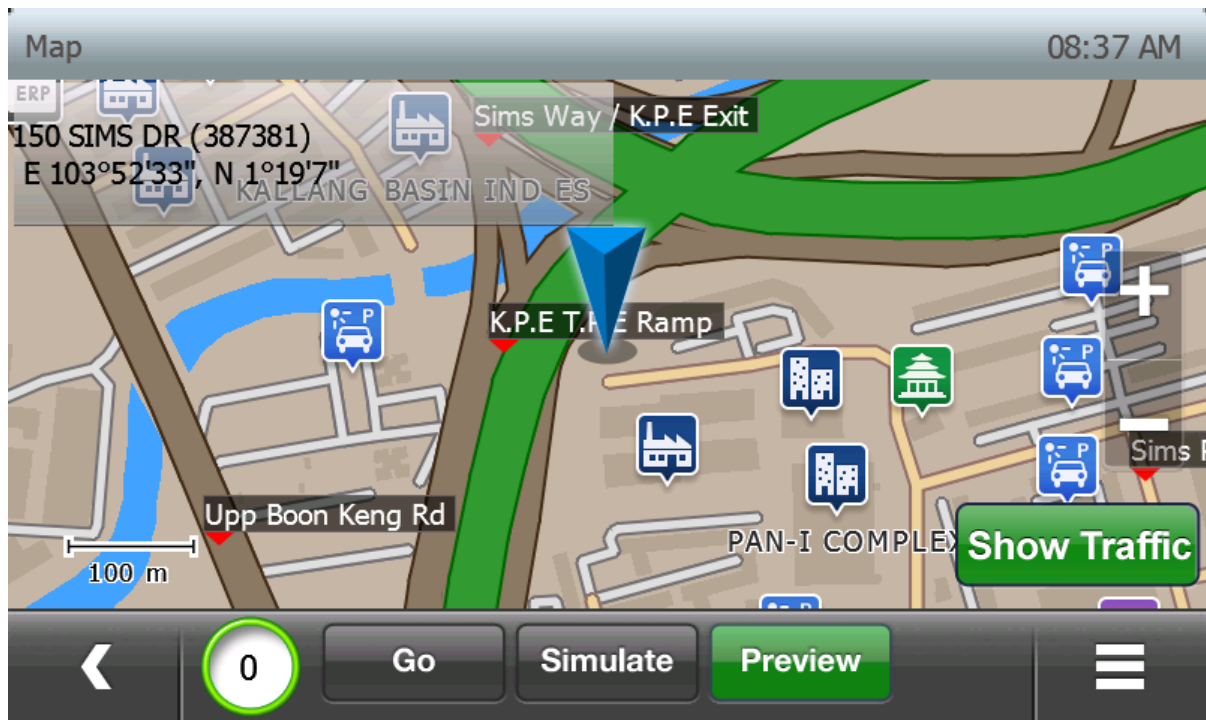 Map
08:37 AM
ERP
Sims Way / K.P.E Exit
150 SIMS DR (387381)
E 103°52'33", N 1°19'7"
KALLANG BASIN IND ES
P
P
K.P.E T.P.E Ramp
P
+
−
P
Sims
Upp Boon Keng Rd
PAN-I COMPLEX
Show Traffic
100 m
P
0
Go
Simulate
Preview